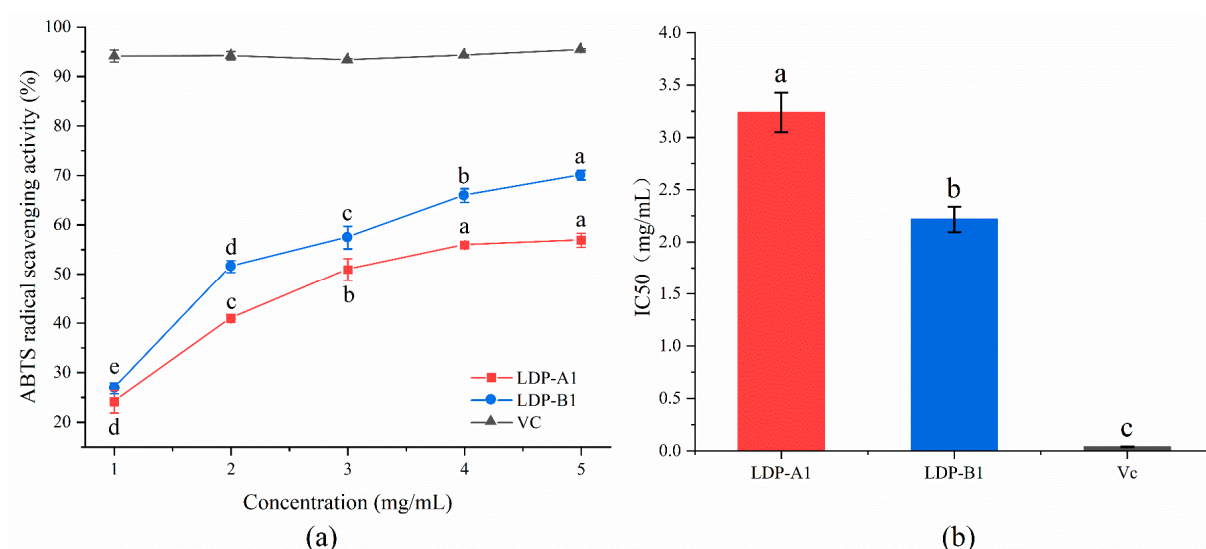 100
90
80
70
60
50
40
30
20
ABTS radical scavenging activity (%)
a
b
c
d
e
a
a
b
c
d
LDP-A1
LDP-B1
VC
1 2 3 4 5
Concentration (mg/mL)
(a)
4.0
3.5
3.0
2.5
2.0
1.5
1.0
0.5
0.0
IC50（mg/mL）
a
b
c
LDP-A1 LDP-B1 Vc
(b)